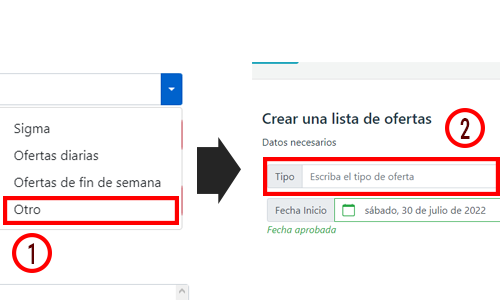 Sigma
Ofertas diarias
Ofertas de fin de semana
Otro
1
Crear una lista de ofertas
2
Datos necesarios
Tipo Escriba el tipo de oferta
Fecha Inicio sábado, 30 de julio de 2022
Fecha aprobada